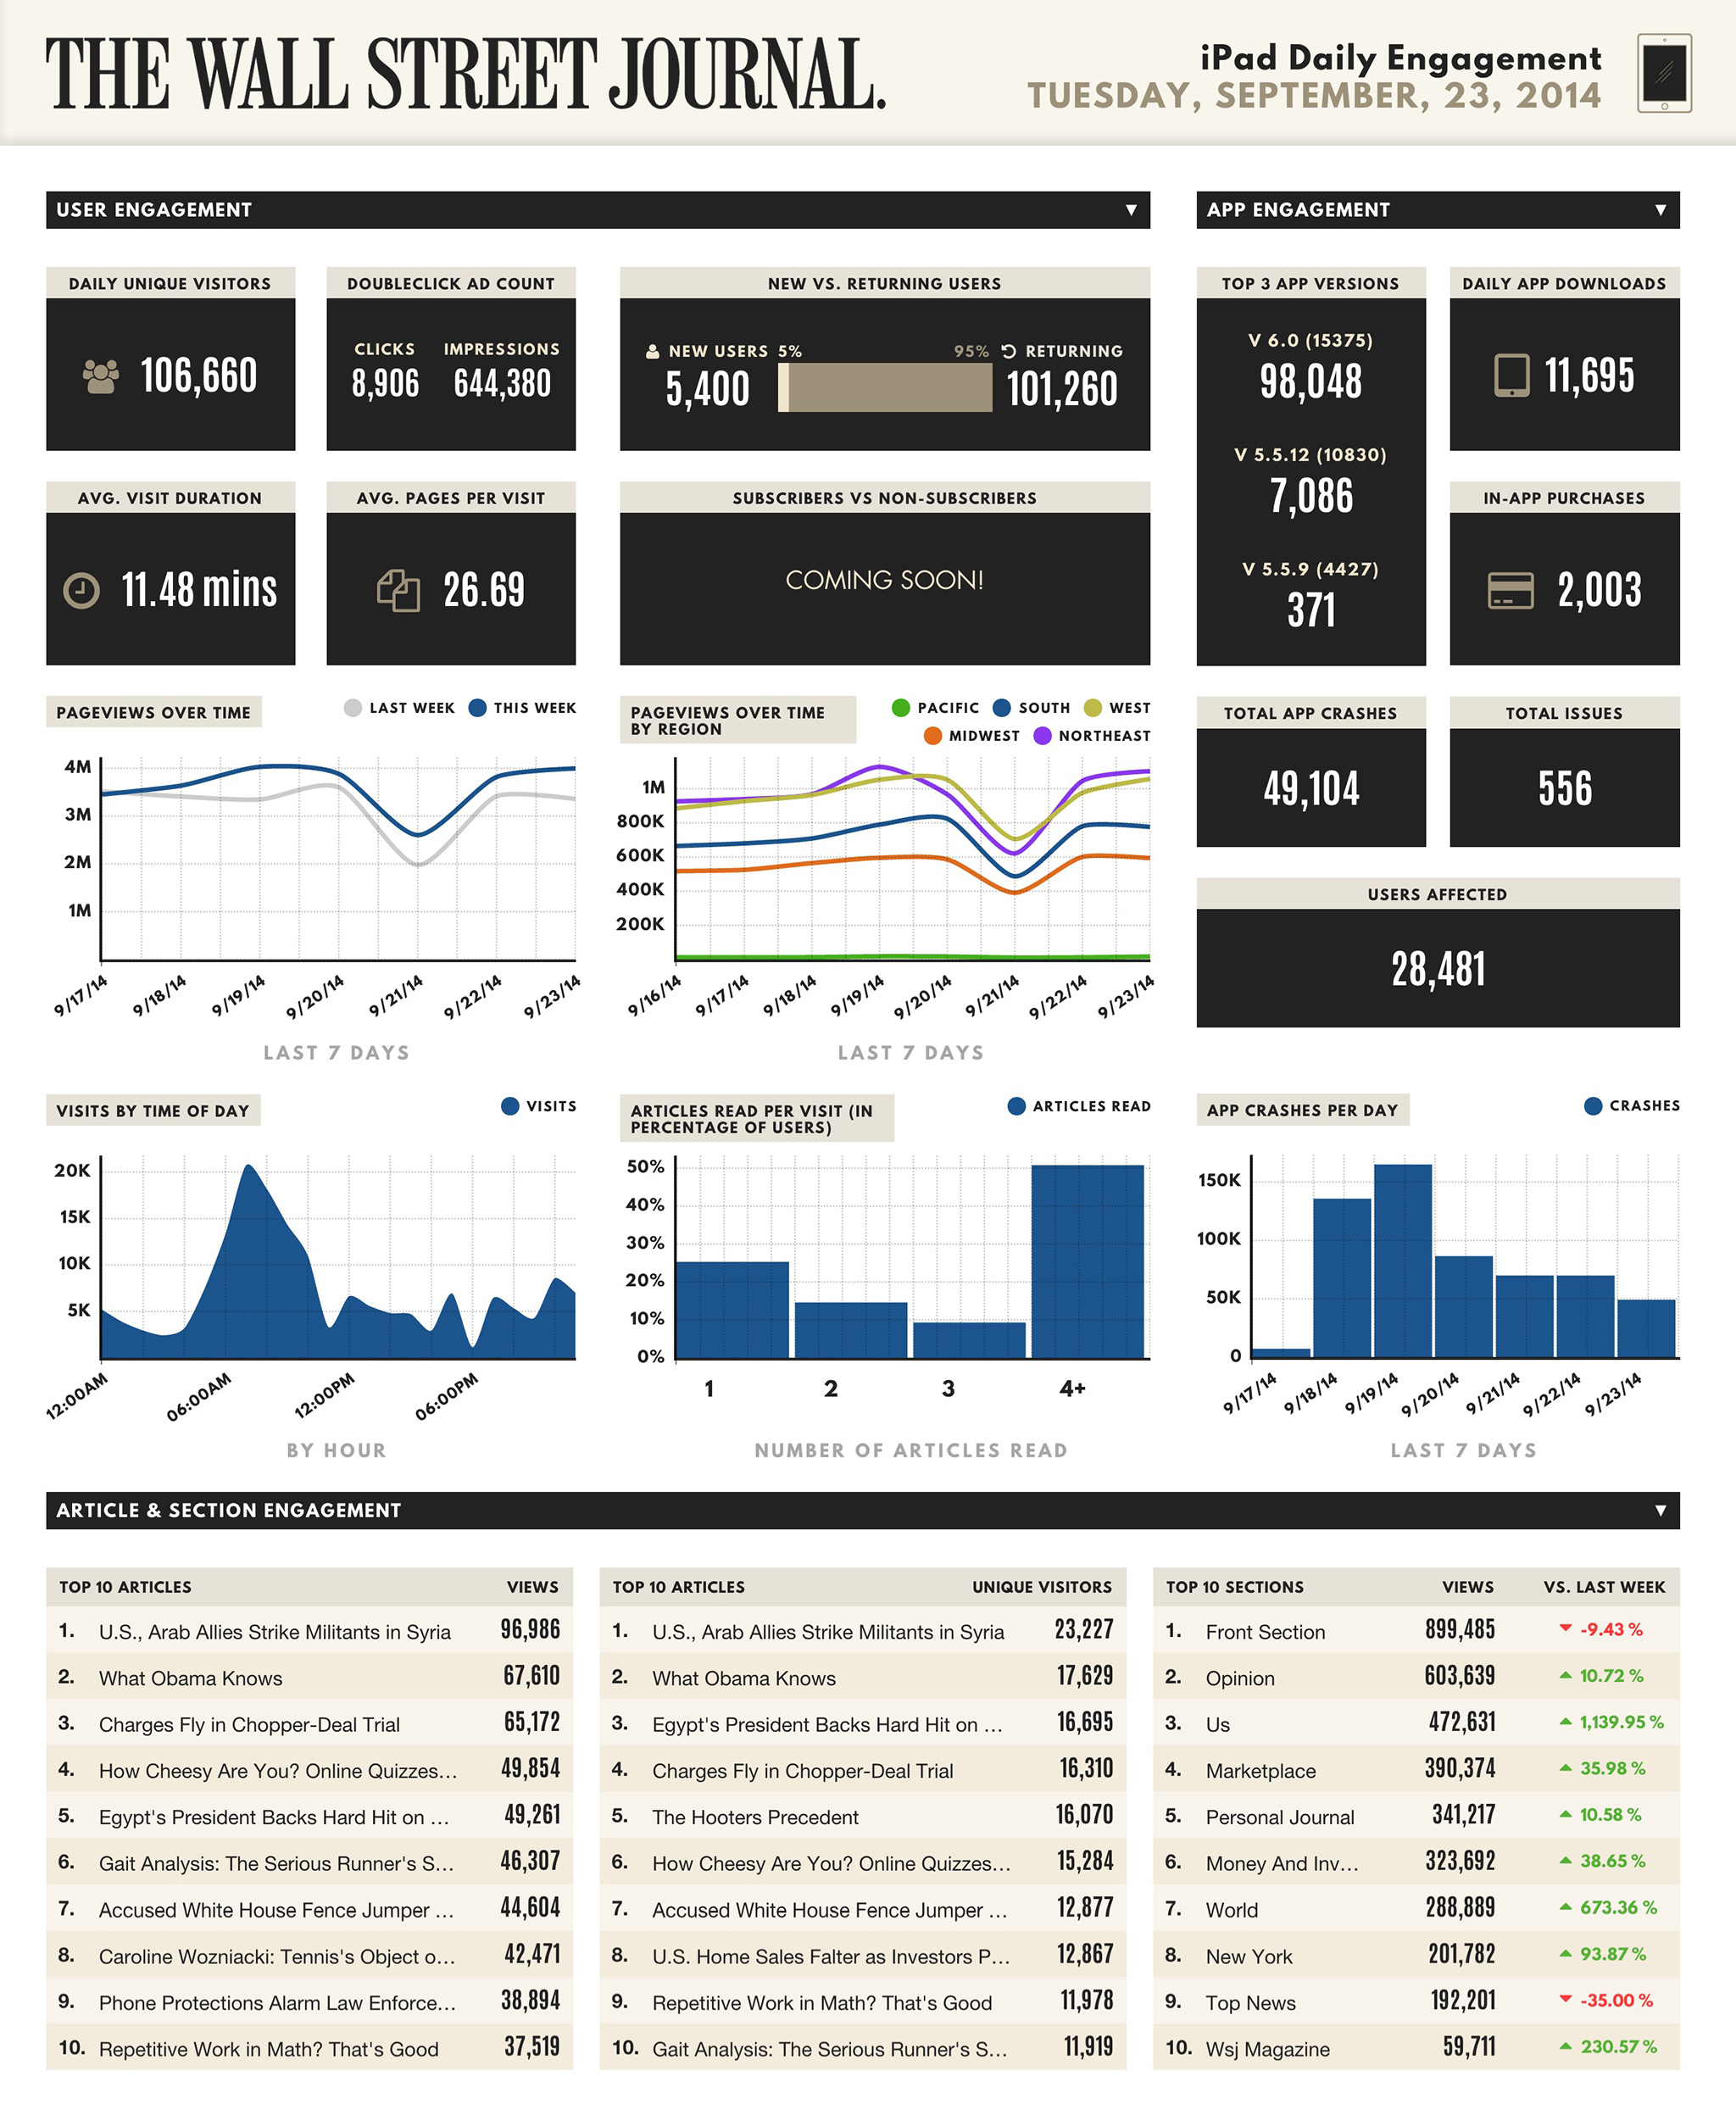 THE WALL STREET JOURNAL.
iPad Daily Engagement
TUESDAY, SEPTEMBER, 23, 2014
USER ENGAGEMENT ▼
DAILY UNIQUE VISITORS
106,660
DOUBLECLICK AD COUNT
CLICKS IMPRESSIONS
8,906 644,380
NEW VS. RETURNING USERS
NEW USERS 5% 95% RETURNING
5,400 101,260
AVG. VISIT DURATION
11.48 mins
AVG. PAGES PER VISIT
26.69
SUBSCRIBERS VS NON-SUBSCRIBERS
COMING SOON!
APP ENGAGEMENT ▼
TOP 3 APP VERSIONS
V 6.0 (15375)
98,048
V 5.5.12 (10830)
7,086
V 5.5.9 (4427)
371
DAILY APP DOWNLOADS
11,695
IN-APP PURCHASES
2,003
TOTAL APP CRASHES
49,104
TOTAL ISSUES
556
USERS AFFECTED
28,481
PAGEVIEWS OVER TIME
LAST WEEK THIS WEEK
4M
3M
2M
1M
9/17/14 9/18/14 9/19/14 9/20/14 9/21/14 9/22/14 9/23/14
LAST 7 DAYS
PAGEVIEWS OVER TIME
BY REGION
PACIFIC SOUTH WEST
MIDWEST NORTHEAST
1M
800K
600K
400K
200K
9/16/14 9/17/14 9/18/14 9/19/14 9/20/14 9/21/14 9/22/14 9/23/14
LAST 7 DAYS
VISITS BY TIME OF DAY
VISITS
20K
15K
10K
5K
12:00AM 06:00AM 12:00PM 06:00PM
BY HOUR
ARTICLES READ PER VISIT (IN
PERCENTAGE OF USERS)
ARTICLES READ
50%
40%
30%
20%
10%
0%
1 2 3 4+
NUMBER OF ARTICLES READ
APP CRASHES PER DAY
CRASHES
150K
100K
50K
0
9/17/14 9/18/14 9/19/14 9/20/14 9/21/14 9/22/14 9/23/14
LAST 7 DAYS
ARTICLE & SECTION ENGAGEMENT ▼
TOP 10 ARTICLES VIEWS
1. U.S., Arab Allies Strike Militants in Syria 96,986
2. What Obama Knows 67,610
3. Charges Fly in Chopper-Deal Trial 65,172
4. How Cheesy Are You? Online Quizzes... 49,854
5. Egypt's President Backs Hard Hit on ... 49,261
6. Gait Analysis: The Serious Runner's S... 46,307
7. Accused White House Fence Jumper ... 44,604
8. Caroline Wozniacki: Tennis's Object o... 42,471
9. Phone Protections Alarm Law Enforce... 38,894
10. Repetitive Work in Math? That's Good 37,519
TOP 10 ARTICLES UNIQUE VISITORS
1. U.S., Arab Allies Strike Militants in Syria 23,227
2. What Obama Knows 17,629
3. Egypt's President Backs Hard Hit on ... 16,695
4. Charges Fly in Chopper-Deal Trial 16,310
5. The Hooters Precedent 16,070
6. How Cheesy Are You? Online Quizzes... 15,284
7. Accused White House Fence Jumper ... 12,877
8. U.S. Home Sales Falter as Investors P... 12,867
9. Repetitive Work in Math? That's Good 11,978
10. Gait Analysis: The Serious Runner's S... 11,919
TOP 10 SECTIONS VIEWS VS. LAST WEEK
1. Front Section 899,485 ▼ -9.43 %
2. Opinion 603,639 ▲ 10.72 %
3. Us 472,631 ▲ 1,139.95 %
4. Marketplace 390,374 ▲ 35.98 %
5. Personal Journal 341,217 ▲ 10.58 %
6. Money And Inv... 323,692 ▲ 38.65 %
7. World 288,889 ▲ 673.36 %
8. New York 201,782 ▲ 93.87 %
9. Top News 192,201 ▼ -35.00 %
10. Wsj Magazine 59,711 ▲ 230.57 %